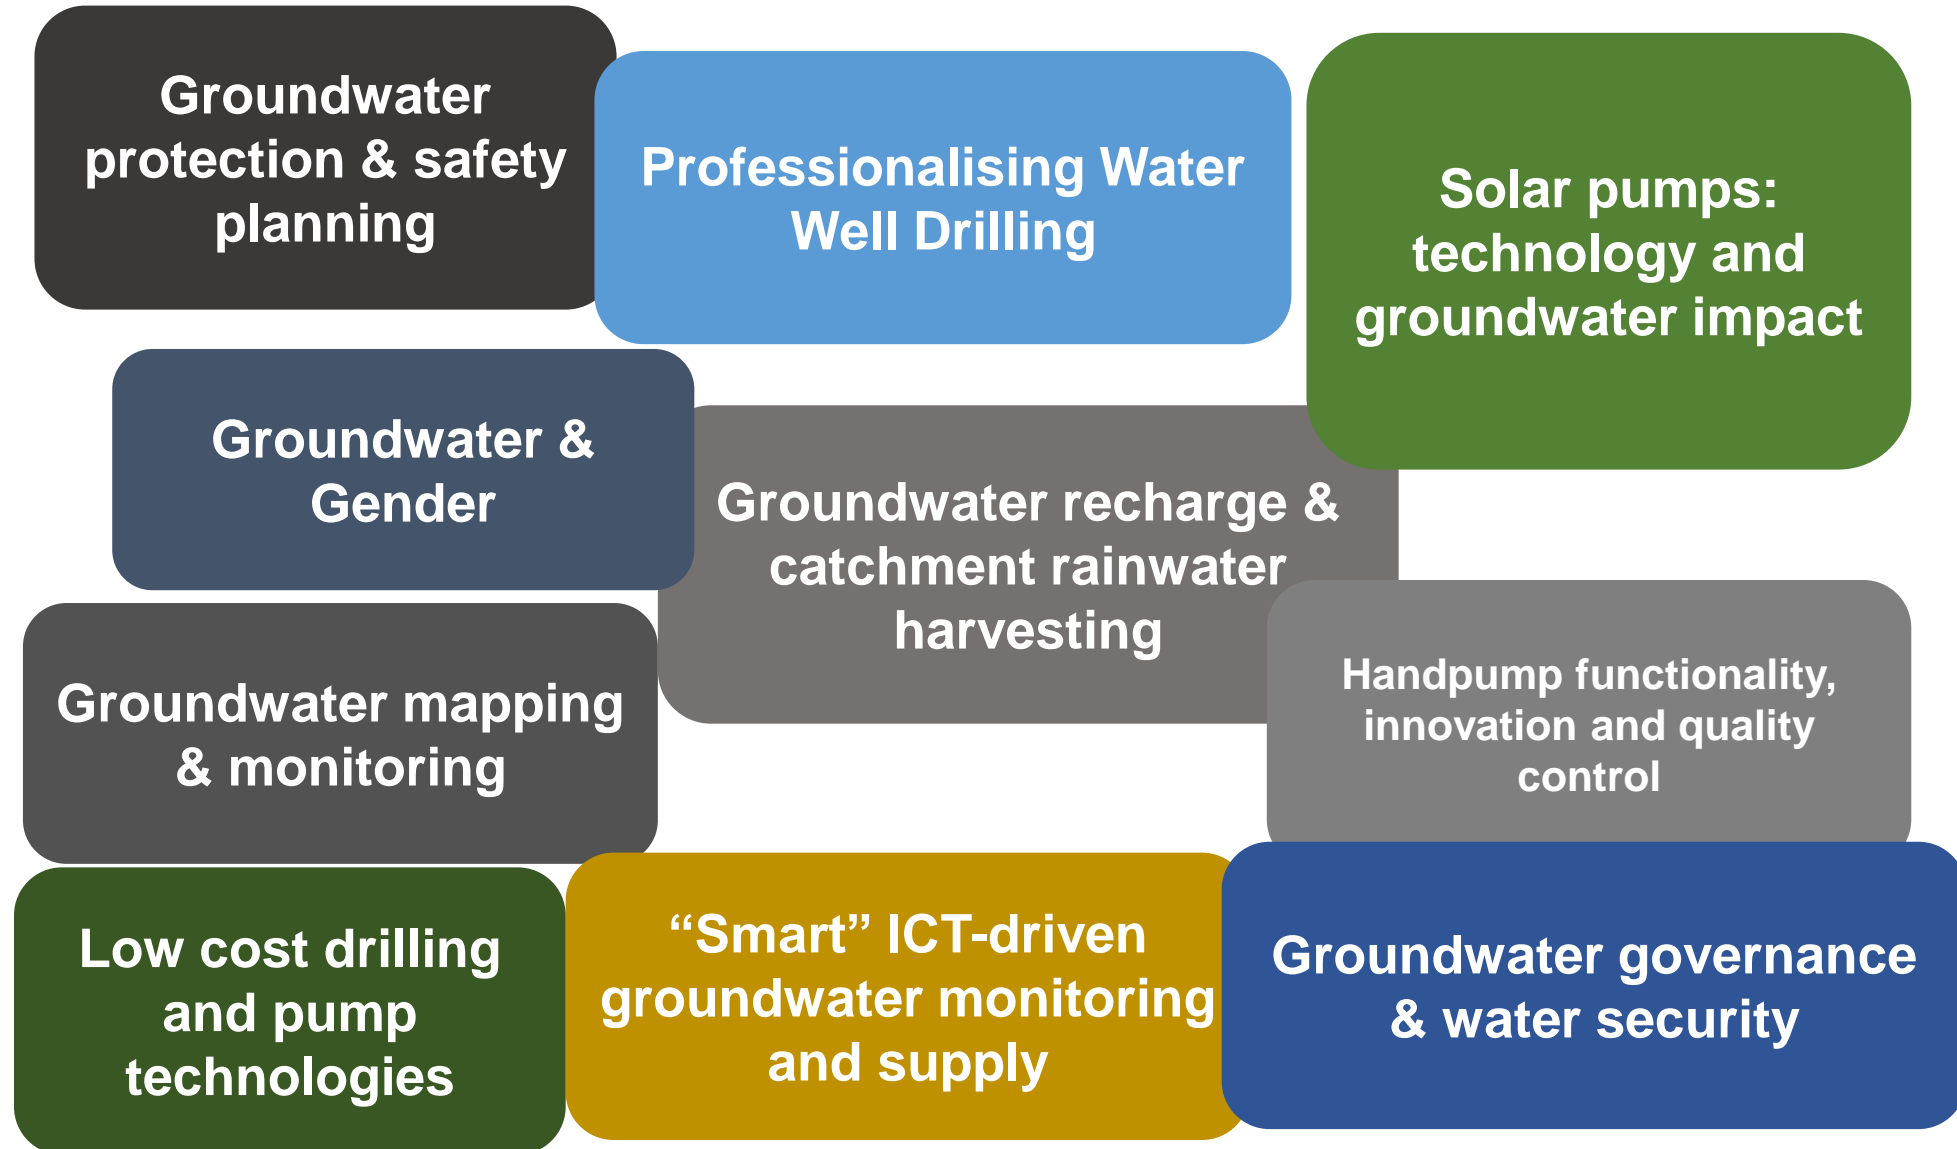 Groundwater
protection & safety
planning
Professionalising Water
Well Drilling
Solar pumps:
technology and
groundwater impact
Groundwater &
Gender
Groundwater recharge &
catchment rainwater
harvesting
Groundwater mapping
& monitoring
Handpump functionality,
innovation and quality
control
Low cost drilling
and pump
technologies
“Smart” ICT-driven
groundwater monitoring
and supply
Groundwater governance
& water security